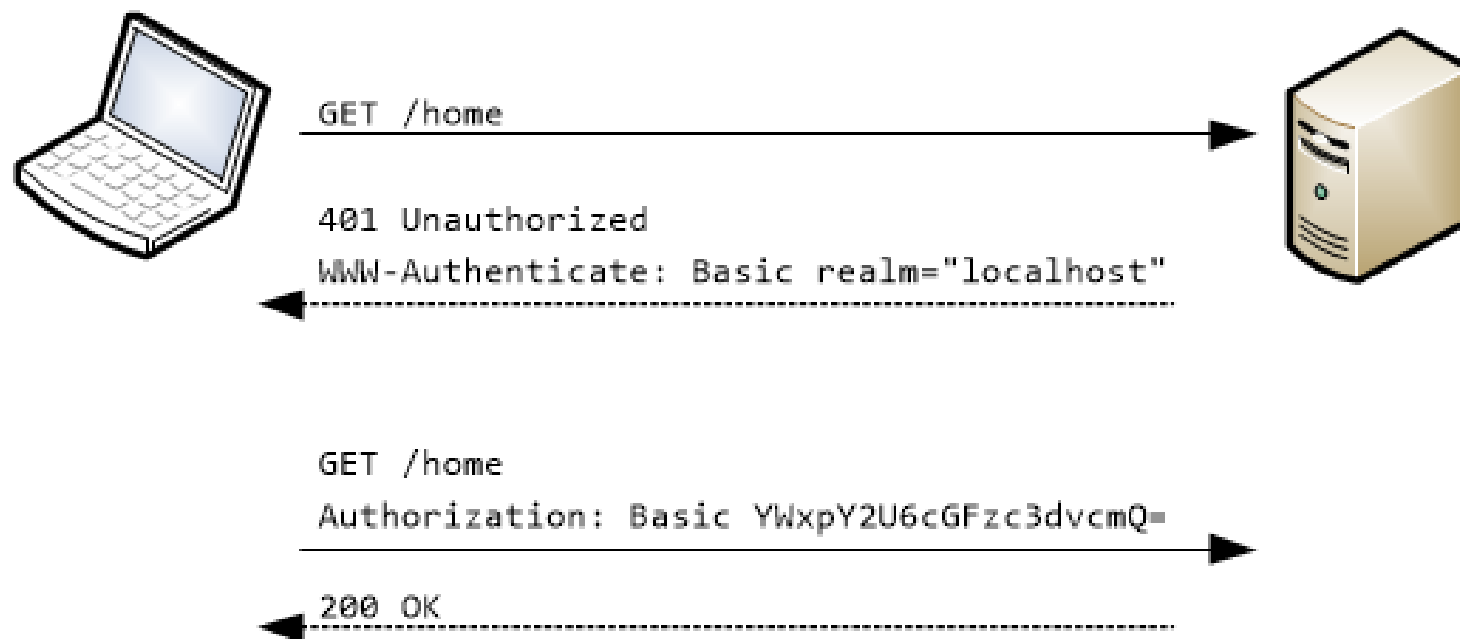 GET /home
401 Unauthorized
WWW-Authenticate: Basic realm="localhost"
GET /home
Authorization: Basic YWxpY2U6cGFzc3dvcmQ=
200 OK